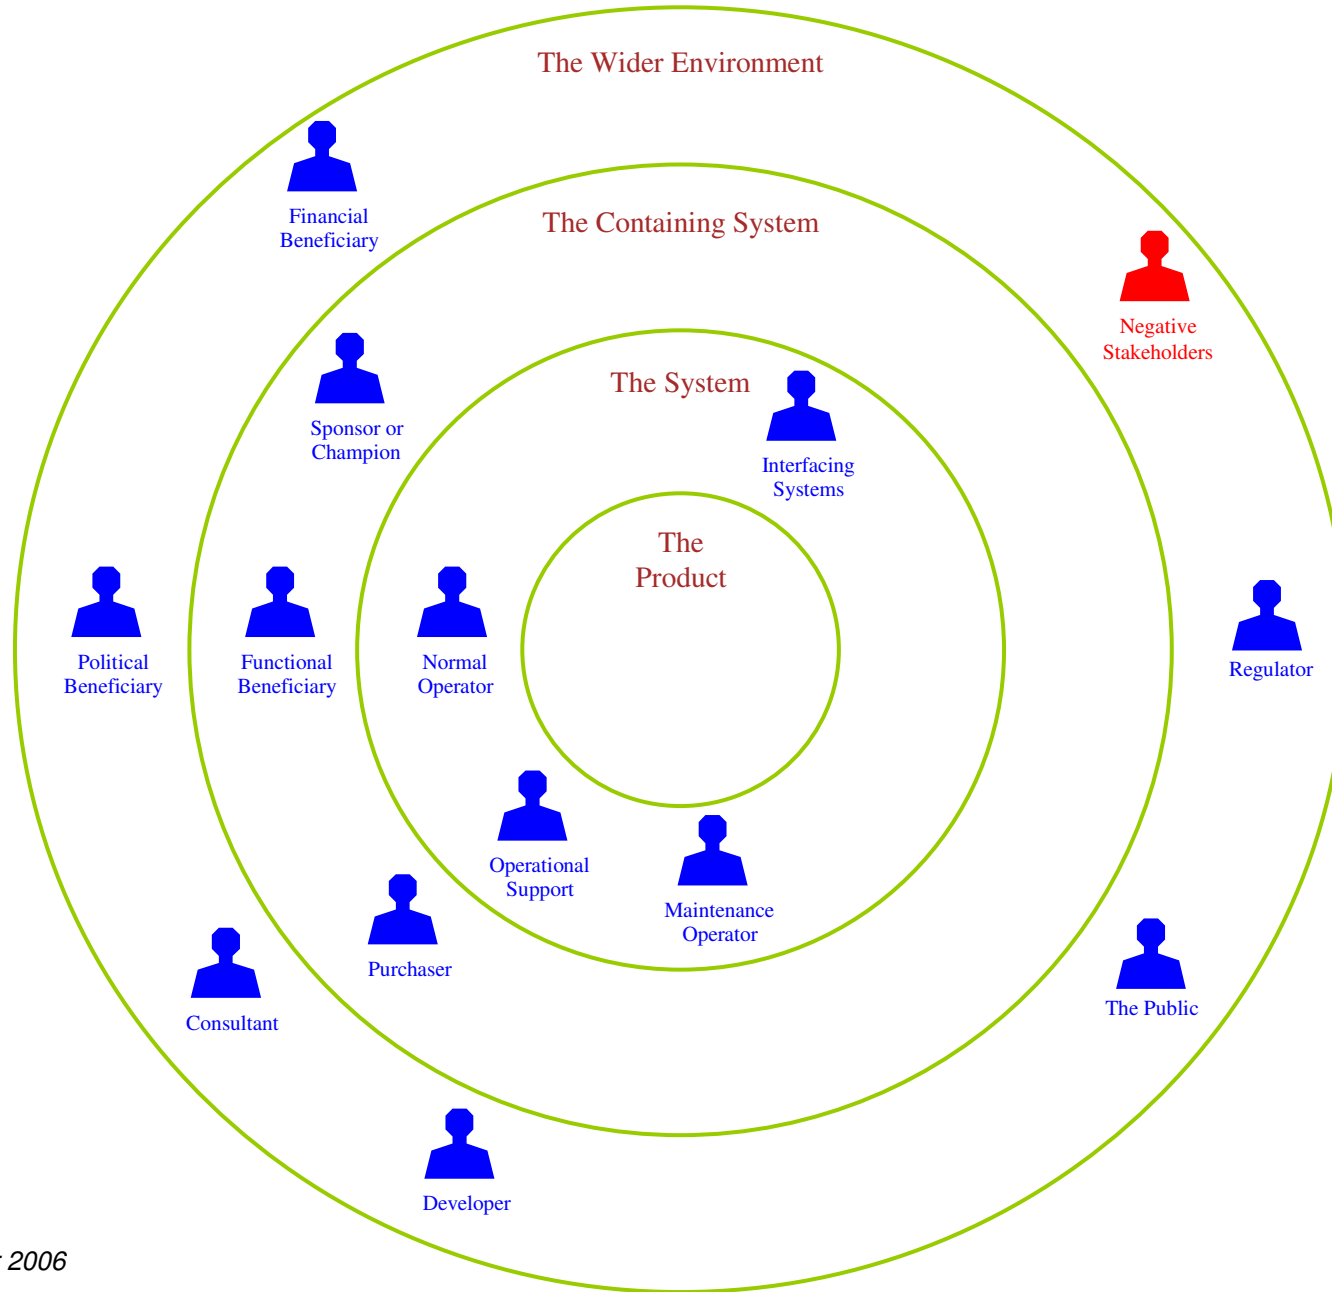 The Wider Environment
Financial
Beneficiary
The Containing System
Negative
Stakeholders
Sponsor or
Champion
The System
Interfacing
Systems
The
Product
Political
Beneficiary
Functional
Beneficiary
Normal
Operator
Regulator
Operational
Support
Maintenance
Operator
Purchaser
Consultant
The Public
Developer
2006